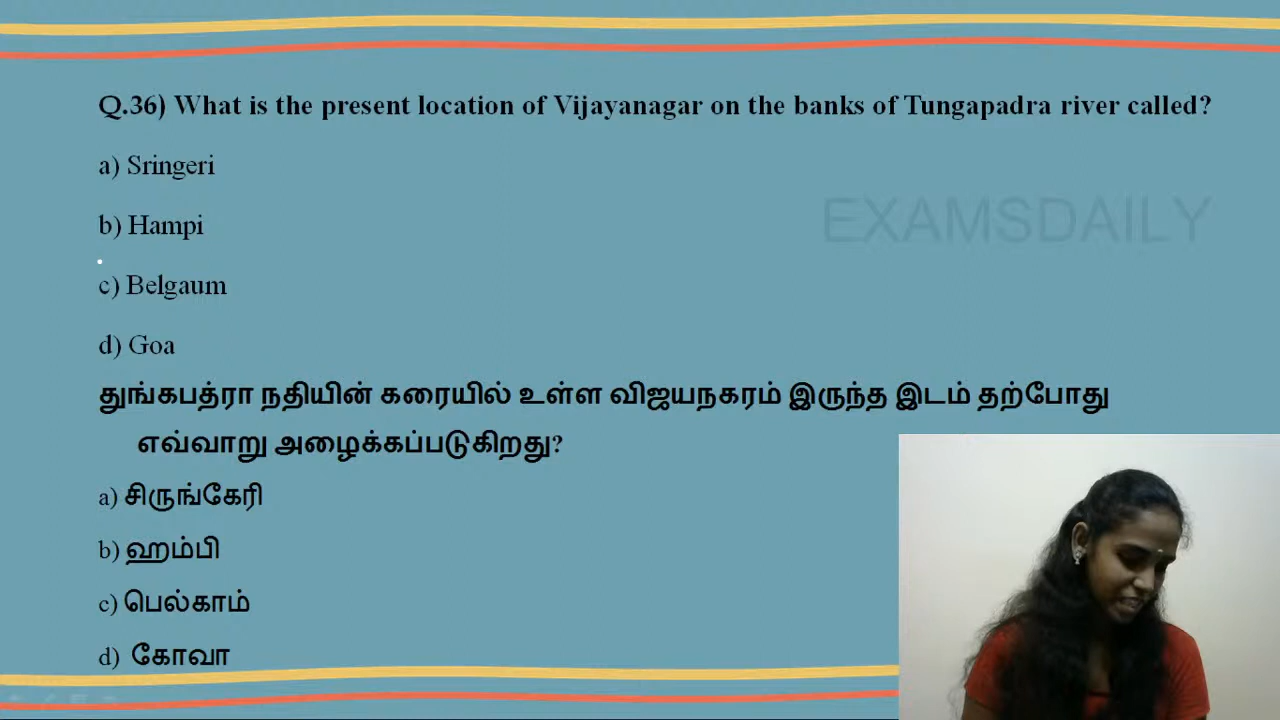 Q.36) What is the present location of Vijayanagar on the banks of Tungapadra river called?
a) Sringeri
EXAMSDAILY
b) Hampi
c) Belgaum
d) Goa
துங்கபத்ரா நதியின் கரையில் உள்ள விஜயநகரம் இருந்த இடம் தற்போது
எவ்வாறு அழைக்கப்படுகிறது?
a) சிருங்கேரி
b) ஹம்பி
c) பெல்காம்
d) கோவா